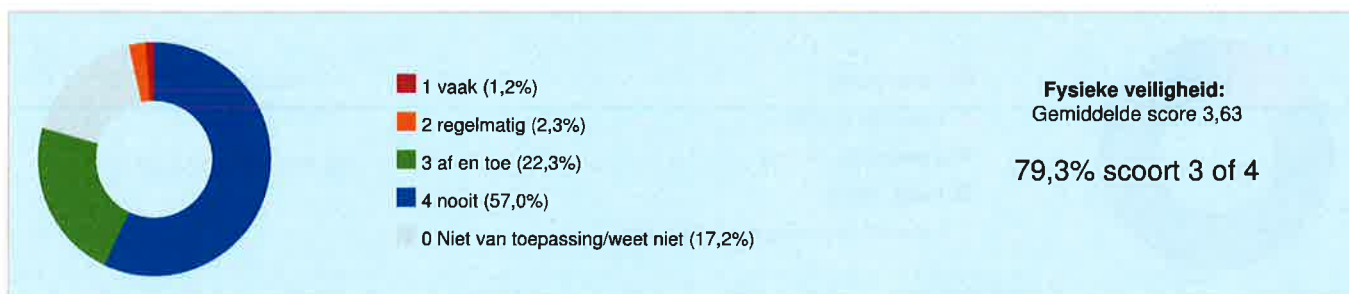 1 vaak (1,2%)
2 regelmatig (2,3%)
3 af en toe (22,3%)
4 nooit (57,0%)
0 Niet van toepassing/weet niet (17,2%)
Fysieke veiligheid:
Gemiddelde score 3,63
79,3% scoort 3 of 4